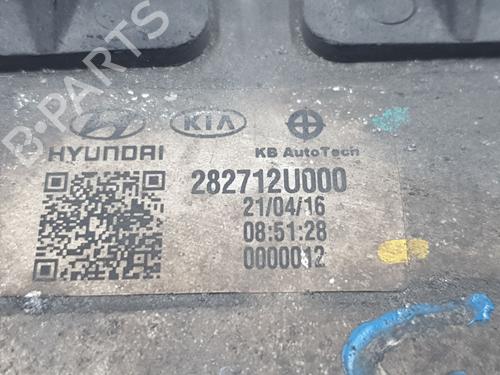 B-PARTS
HYUNDAI
KIA
KB AutoTech
282712U000
21/04/16
08:51:28
0000012